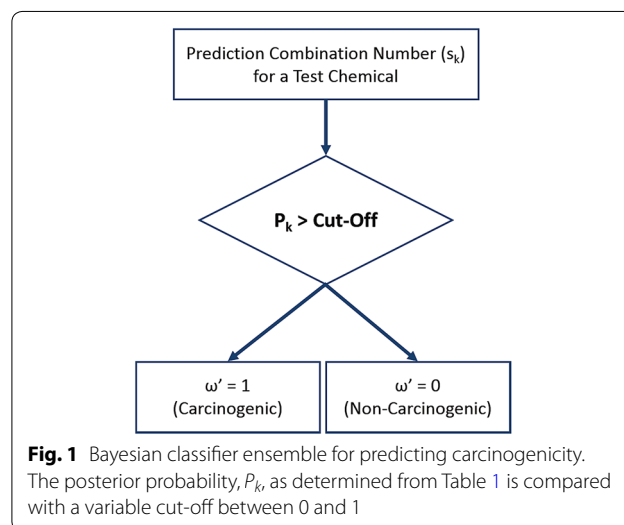 Prediction Combination Number (sₖ)
for a Test Chemical
Pₖ > Cut-Off
ω’ = 1
(Carcinogenic)
ω’ = 0
(Non-Carcinogenic)
Fig. 1 Bayesian classifier ensemble for predicting carcinogenicity.
The posterior probability, Pₖ, as determined from Table 1 is compared
with a variable cut-off between 0 and 1